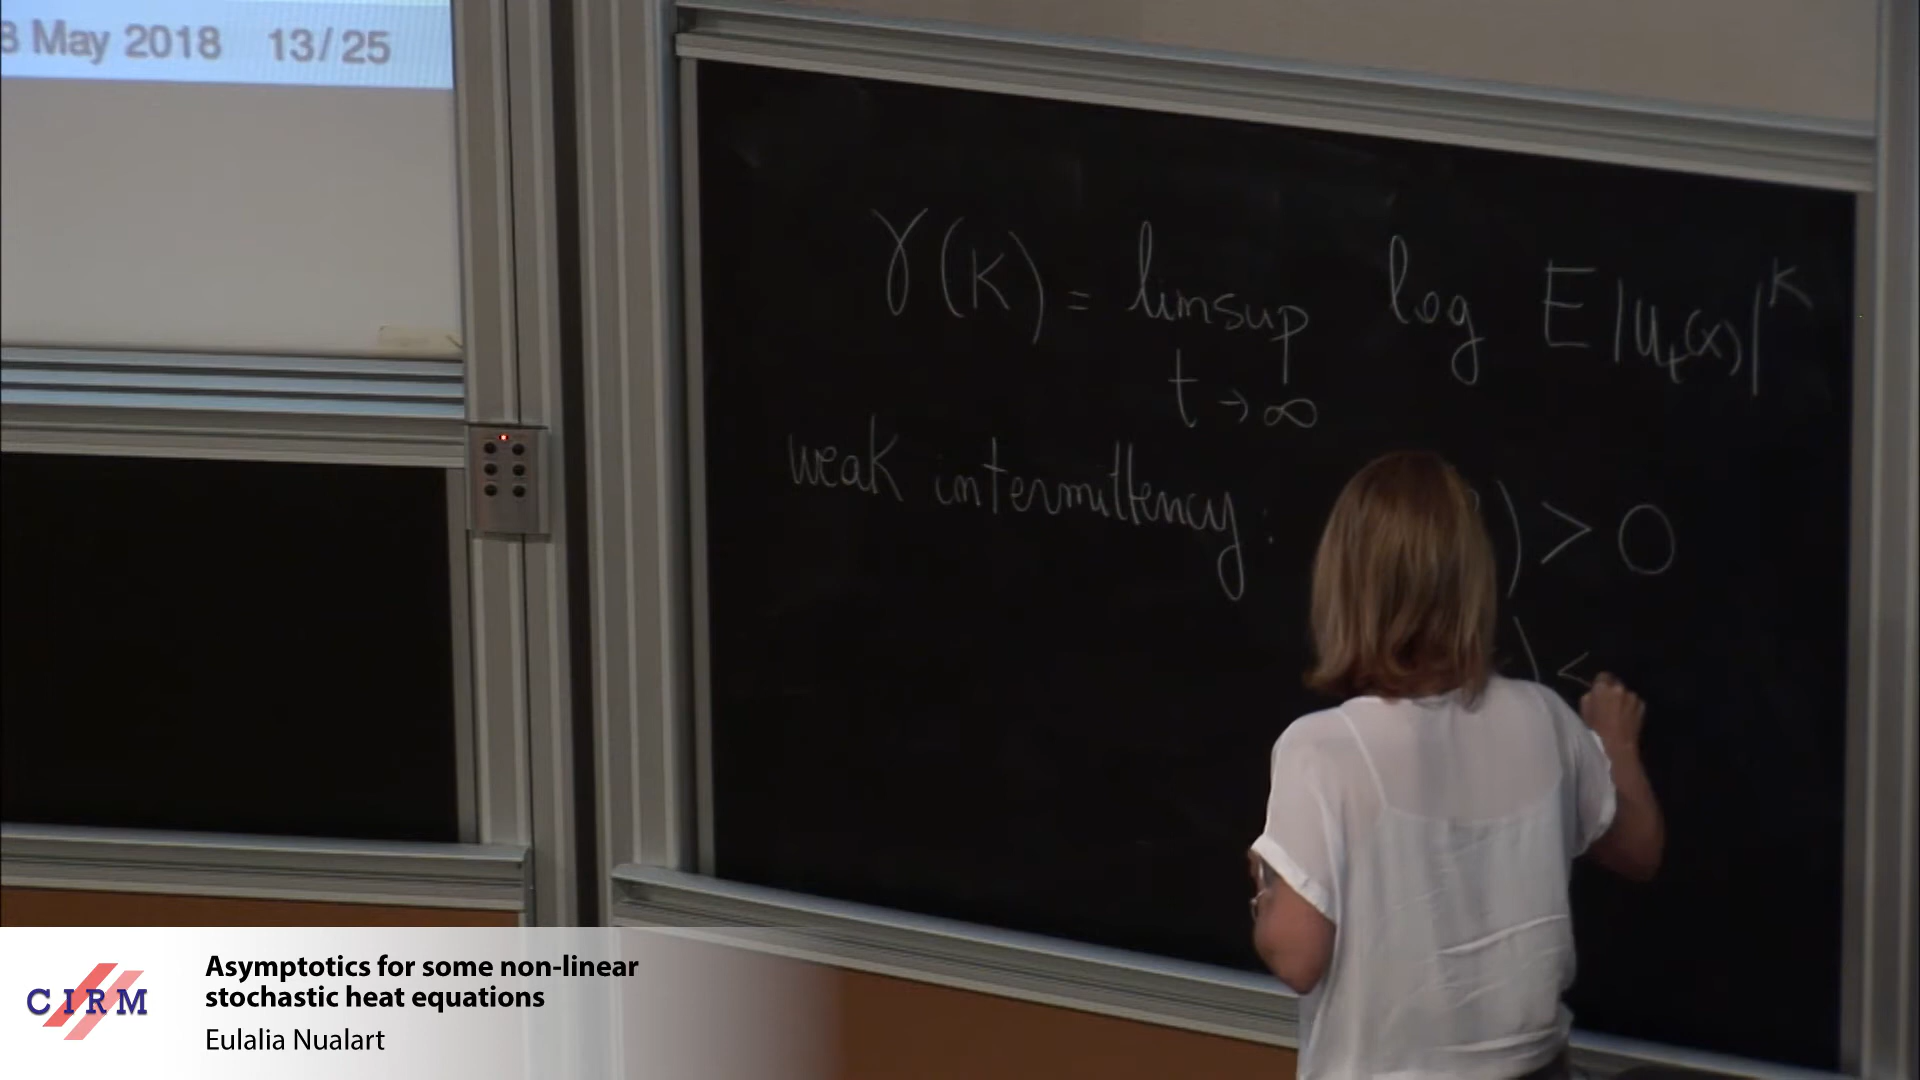 8 May 2018 13/25
γ(K) = limsup log E|u_t(x)|^K
t→∞
weak intermittency: ) > 0
) <
CIRM
Asymptotics for some non-linear
stochastic heat equations
Eulalia Nualart